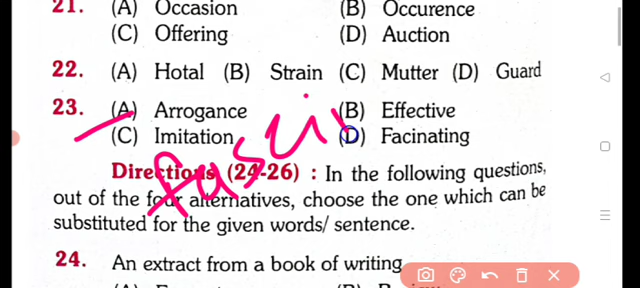 21. (A) Occasion (B) Occurence
(C) Offering (D) Auction
22. (A) Hotal (B) Strain (C) Mutter (D) Guard
23. (A) Arrogance (B) Effective
(C) Imitation (D) Facinating
fasci
Directions (24-26) : In the following questions,
out of the four alternatives, choose the one which can be
substituted for the given words/ sentence.
24. An extract from a book of writing